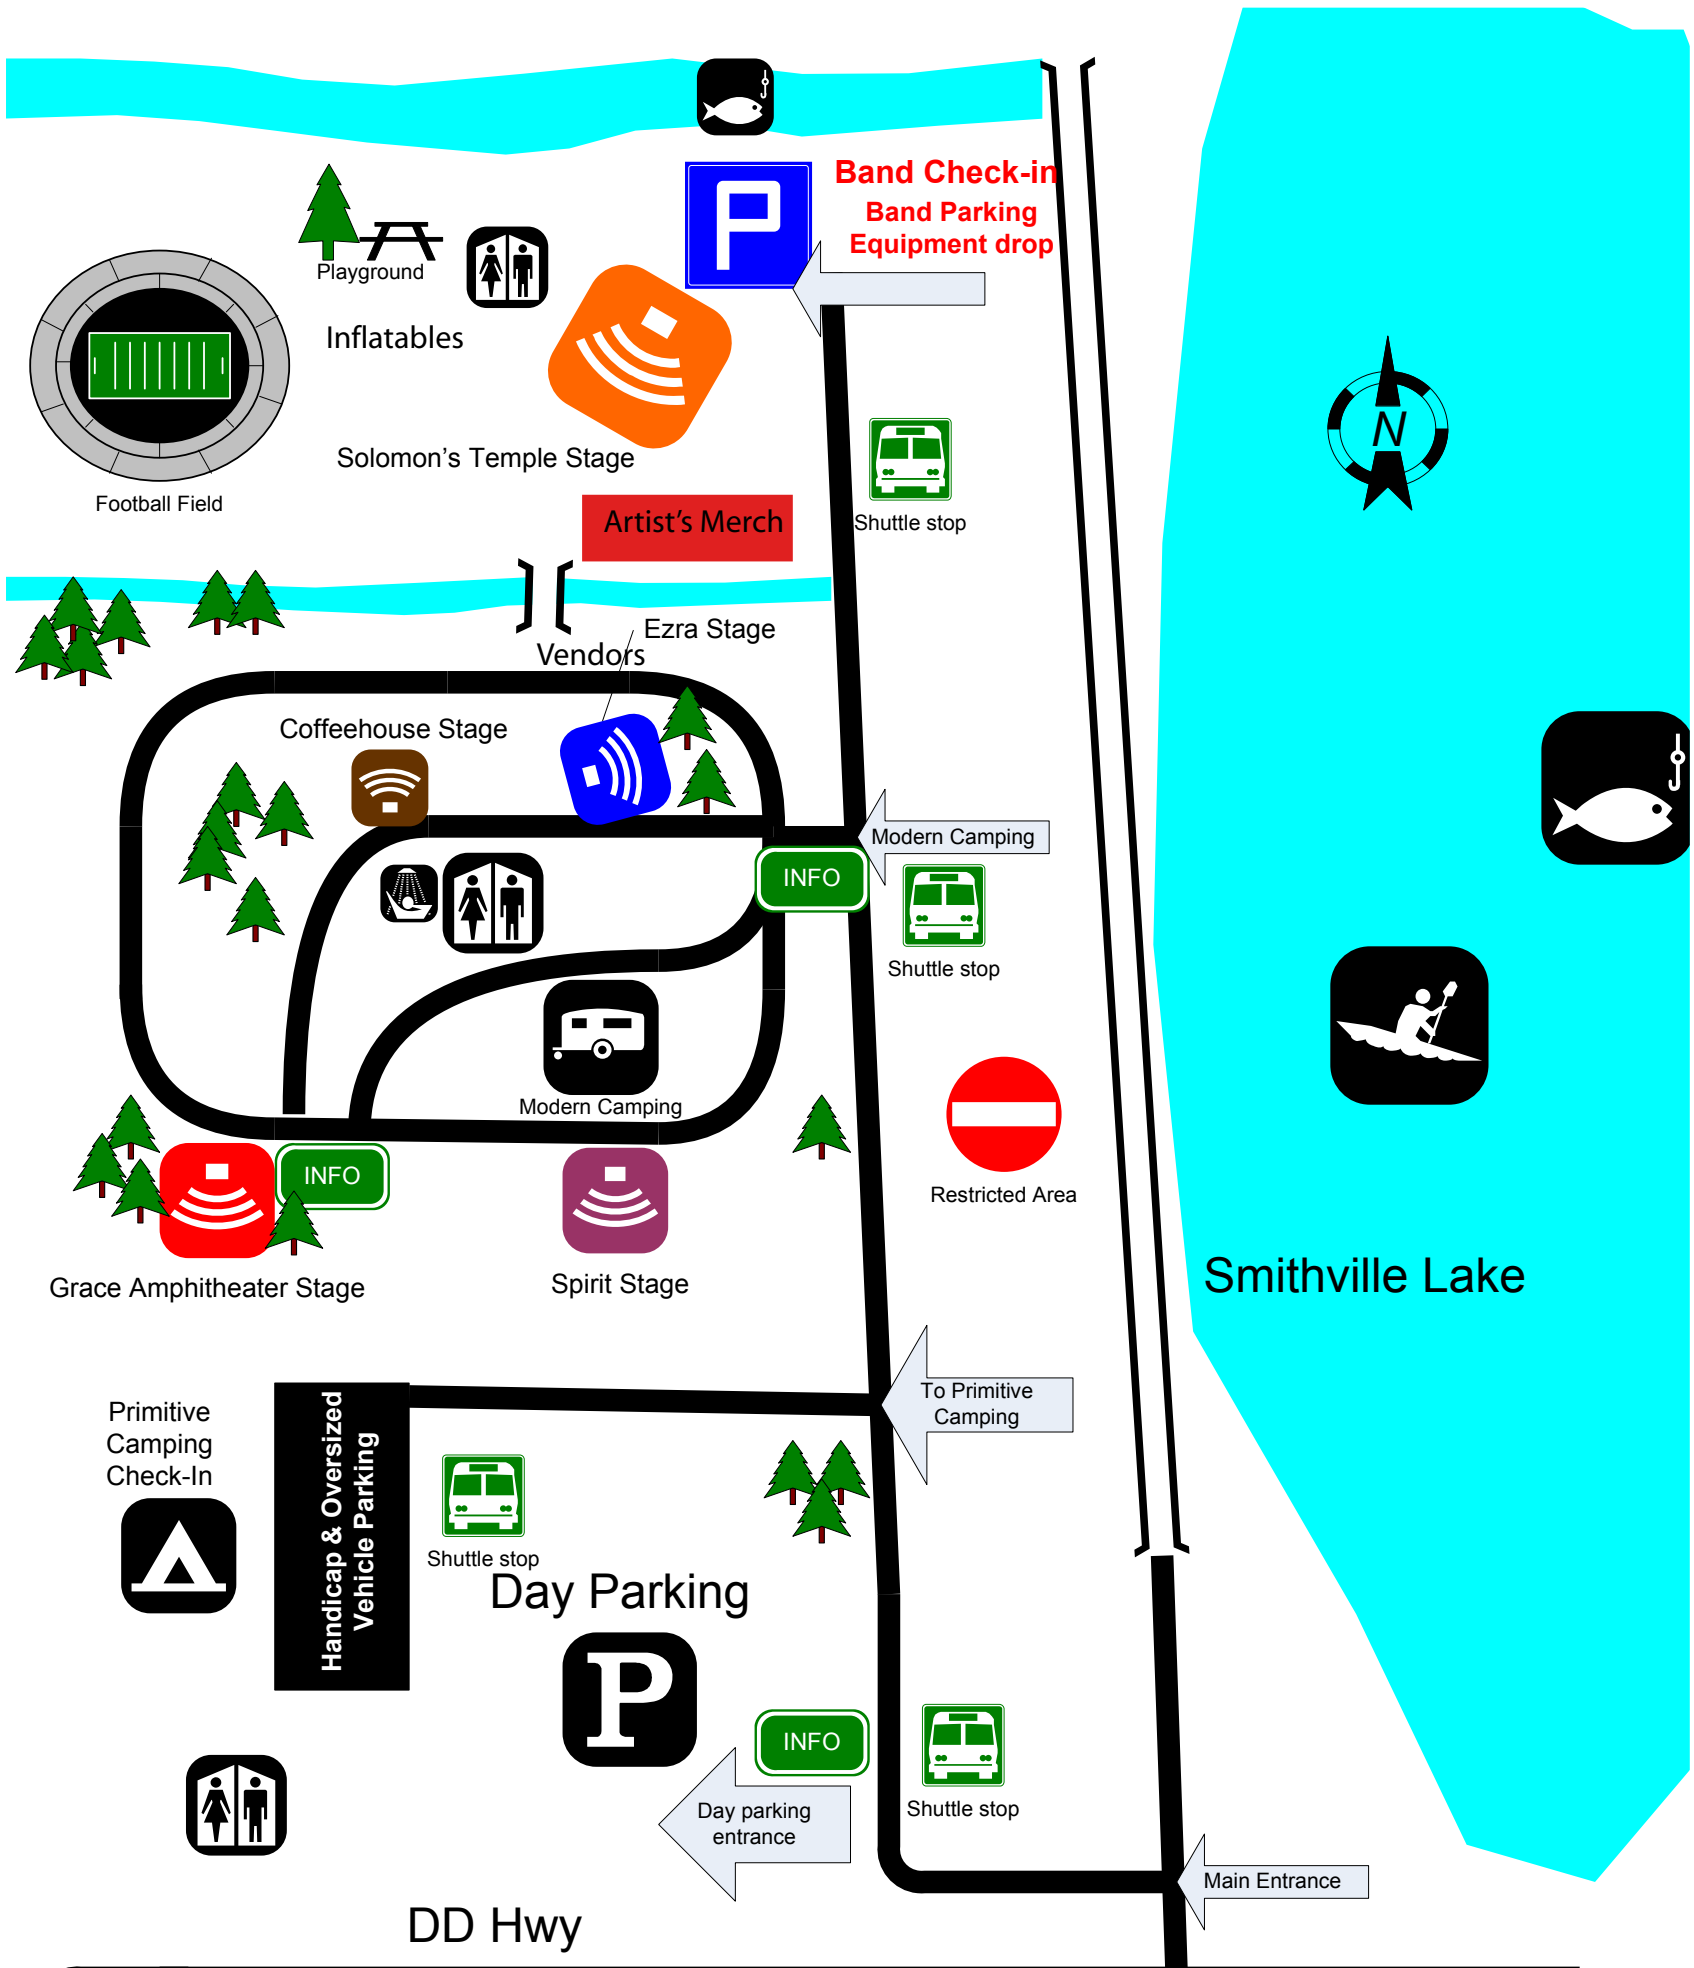 Band Check-in
Band Parking
Equipment drop
Playground
Inflatables
N
Solomon's Temple Stage
Football Field
Artist's Merch
Shuttle stop
Ezra Stage
Vendors
Coffeehouse Stage
Modern Camping
INFO
Shuttle stop
Modern Camping
INFO
Restricted Area
Grace Amphitheater Stage
Spirit Stage
Smithville Lake
To Primitive
Camping
Primitive
Camping
Check-In
Handicap & Oversized
Vehicle Parking
Shuttle stop
Day Parking
P
INFO
Day parking
entrance
Shuttle stop
Main Entrance
DD Hwy
P